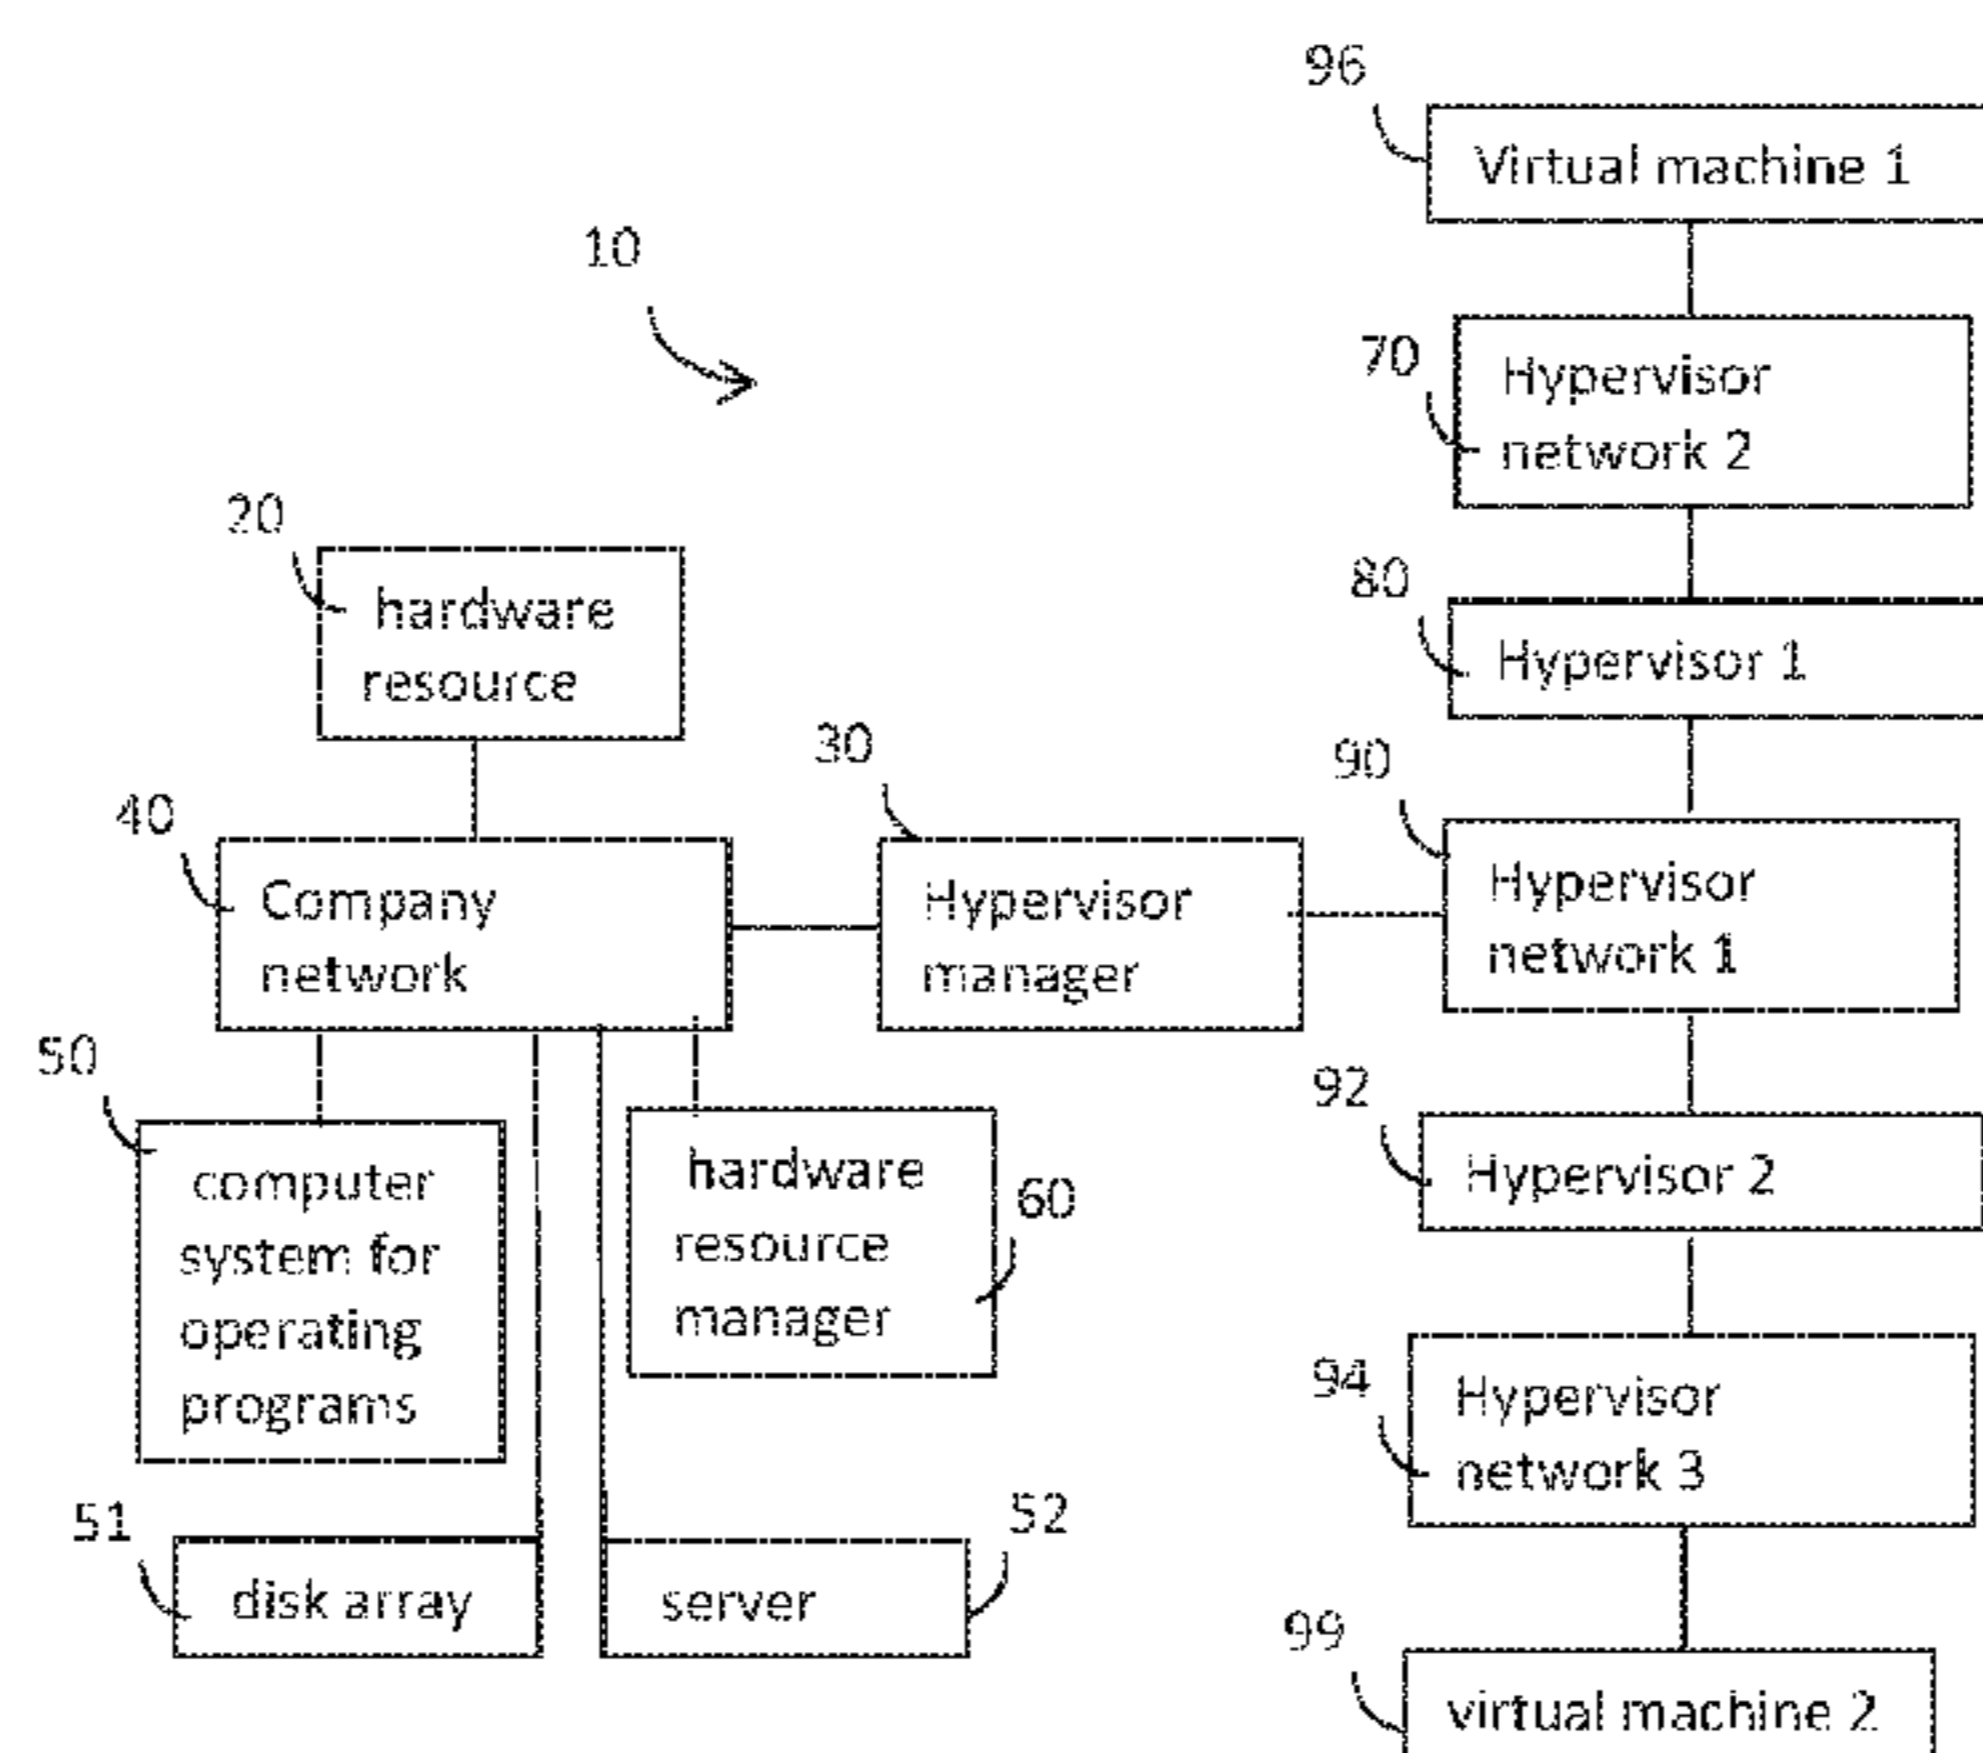 96
Virtual machine 1
10
70
Hypervisor
network 2
20
hardware
resource
80
Hypervisor 1
30
90
40
Company
network
Hypervisor
manager
Hypervisor
network 1
50
computer
system for
operating
programs
hardware
resource
manager
60
92
Hypervisor 2
94
Hypervisor
network 3
51
disk array
server
52
99
virtual machine 2